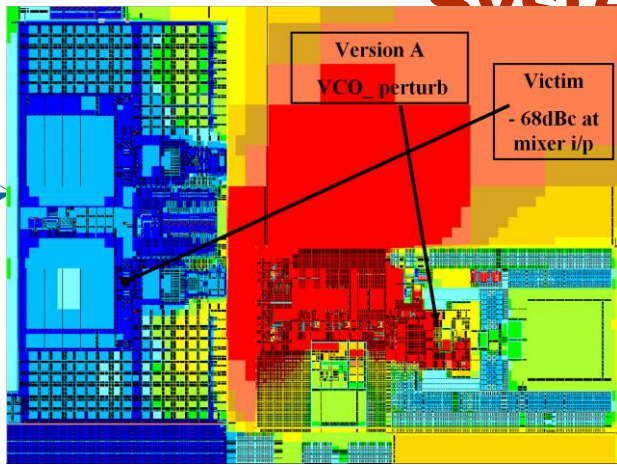 Version A
VCO_ perturb
Victim
- 68dBc at
mixer i/p